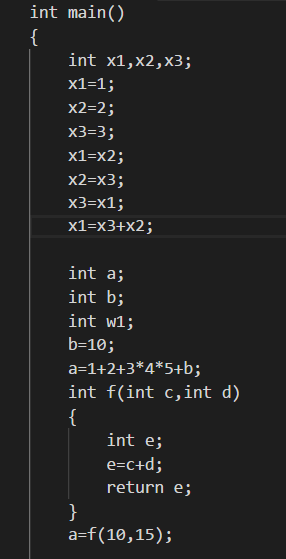 int main()
{
    int x1,x2,x3;
    x1=1;
    x2=2;
    x3=3;
    x1=x2;
    x2=x3;
    x3=x1;
    x1=x3+x2;

    int a;
    int b;
    int w1;
    b=10;
    a=1+2+3*4*5+b;
    int f(int c,int d)
    {
        int e;
        e=c+d;
        return e;
    }
    a=f(10,15);